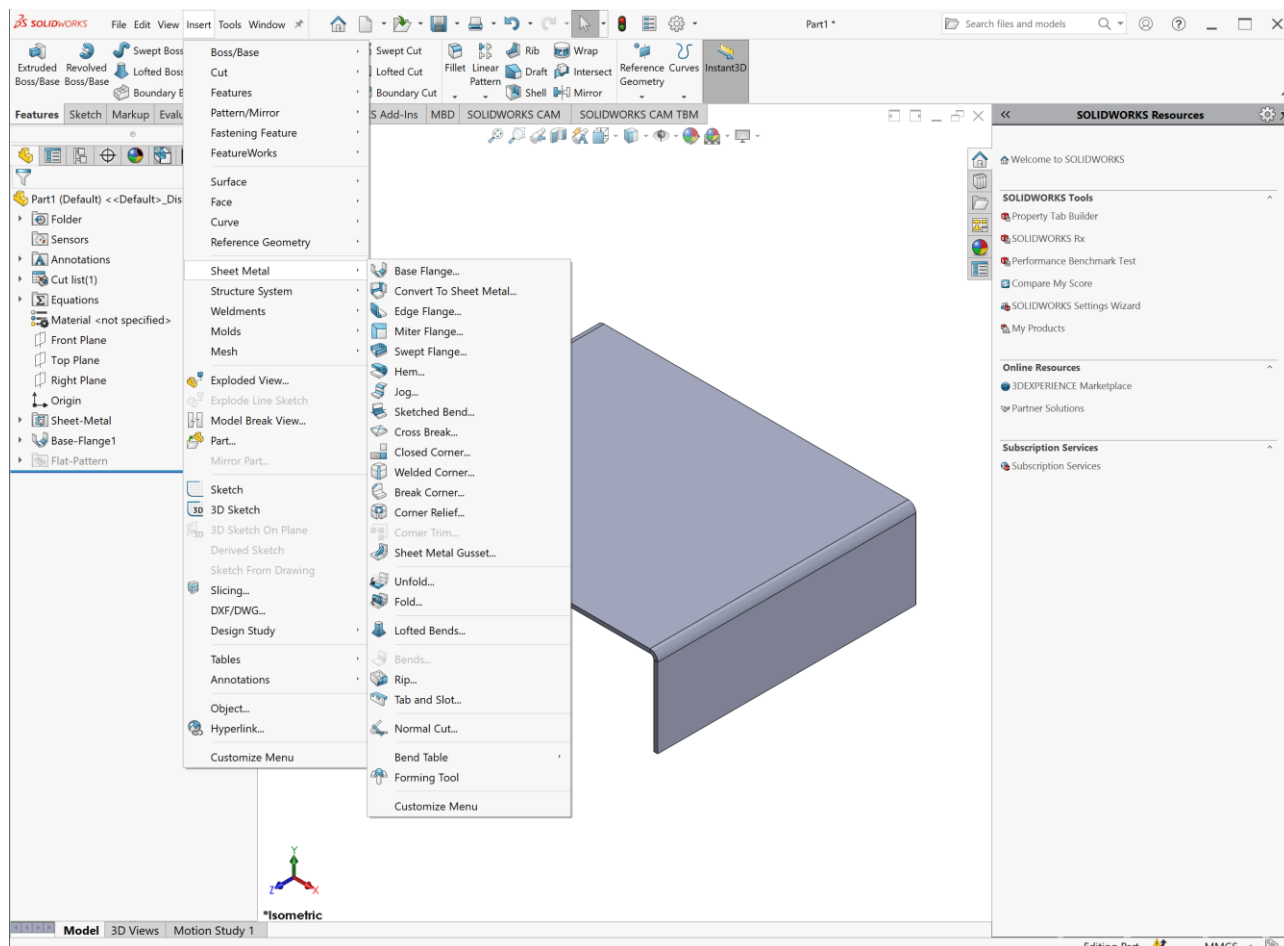 SOLIDWORKS File Edit View Insert Tools Window Part1 * Search files and models
Swept Boss
Extruded Boss/Base
Revolved Boss/Base
Lofted Boss
Boundary B
Swept Cut
Lofted Cut
Boundary Cut
Fillet
Linear Pattern
Rib
Draft
Shell
Wrap
Intersect
Mirror
Reference Geometry
Curves
Instant3D
Features Sketch Markup Evalu S Add-Ins MBD SOLIDWORKS CAM SOLIDWORKS CAM TBM
Part1 (Default) <<Default>_Dis
Folder
Sensors
Annotations
Cut list(1)
Equations
Material <not specified>
Front Plane
Top Plane
Right Plane
Origin
Sheet-Metal
Base-Flange1
Flat-Pattern
Boss/Base
Cut
Features
Pattern/Mirror
Fastening Feature
FeatureWorks
Surface
Face
Curve
Reference Geometry
Sheet Metal
Structure System
Weldments
Molds
Mesh
Exploded View...
Explode Line Sketch
Model Break View...
Part...
Mirror Part...
Sketch
3D 3D Sketch
3D 3D Sketch On Plane
Derived Sketch
Sketch From Drawing
Slicing...
DXF/DWG...
Design Study
Tables
Annotations
Object...
Hyperlink...
Customize Menu
Base Flange...
Convert To Sheet Metal...
Edge Flange...
Miter Flange...
Swept Flange...
Hem...
Jog...
Sketched Bend...
Cross Break...
Closed Corner...
Welded Corner...
Break Corner...
Corner Relief...
Corner Trim...
Sheet Metal Gusset...
Unfold...
Fold...
Lofted Bends...
Bends...
Rip...
Tab and Slot...
Normal Cut...
Bend Table
Forming Tool
Customize Menu
SOLIDWORKS Resources
Welcome to SOLIDWORKS
SOLIDWORKS Tools
Property Tab Builder
SOLIDWORKS Rx
Performance Benchmark Test
Compare My Score
SOLIDWORKS Settings Wizard
My Products
Online Resources
3DEXPERIENCE Marketplace
Partner Solutions
Subscription Services
Subscription Services
Y
Z X
*Isometric
Model 3D Views Motion Study 1
Editing Part MMGS